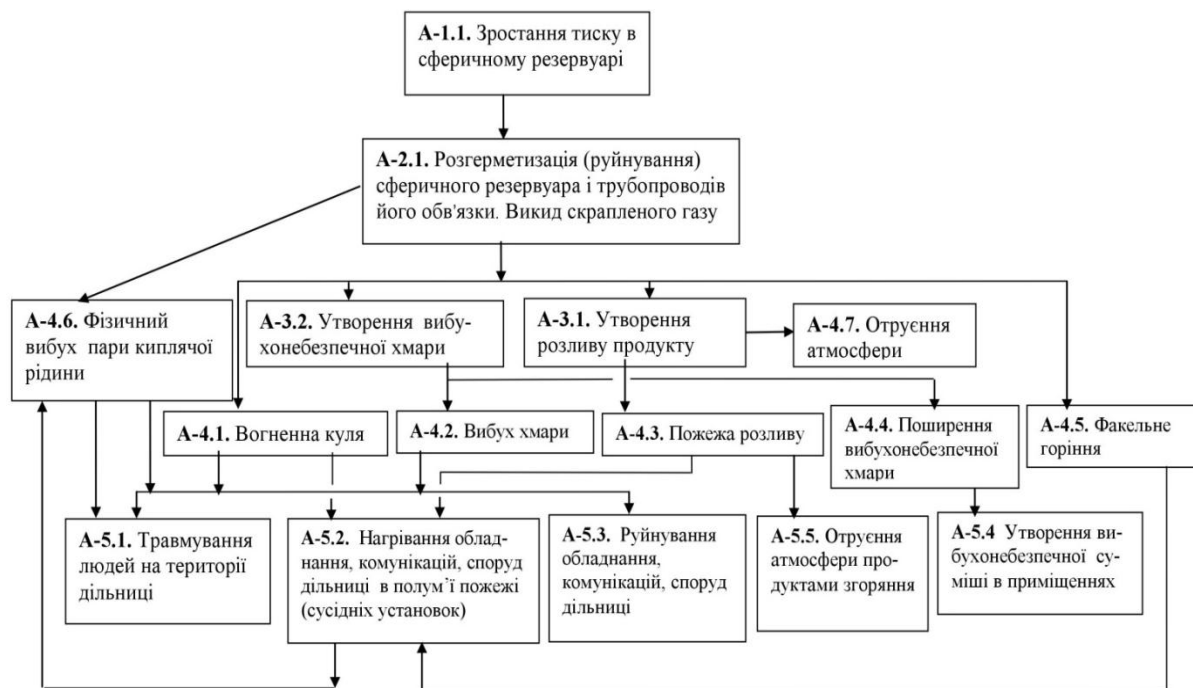 А-1.1. Зростання тиску в
сферичному резервуарі
А-2.1. Розгерметизація (руйнування)
сферичного резервуара і трубопроводів
його обв'язки. Викид скрапленого газу
А-4.6. Фізичний
вибух пари киплячої
рідини
А-3.2. Утворення вибу-
хонебезпечної хмари
А-3.1. Утворення
розливу продукту
А-4.7. Отруєння
атмосфери
А-4.1. Вогненна куля
А-4.2. Вибух хмари
А-4.3. Пожежа розливу
А-4.4. Поширення
вибухонебезпечної
хмари
А-4.5. Факельне
горіння
А-5.1. Травмування
людей на території
дільниці
А-5.2. Нагрівання облад-
нання, комунікацій, споруд
дільниці в полум´ї пожежі
(сусідніх установок)
А-5.3. Руйнування
обладнання,
комунікацій, споруд
дільниці
А-5.5. Отруєння
атмосфери про-
дуктами згоряння
А-5.4 Утворення ви-
бухонебезпечної су-
міші в приміщеннях